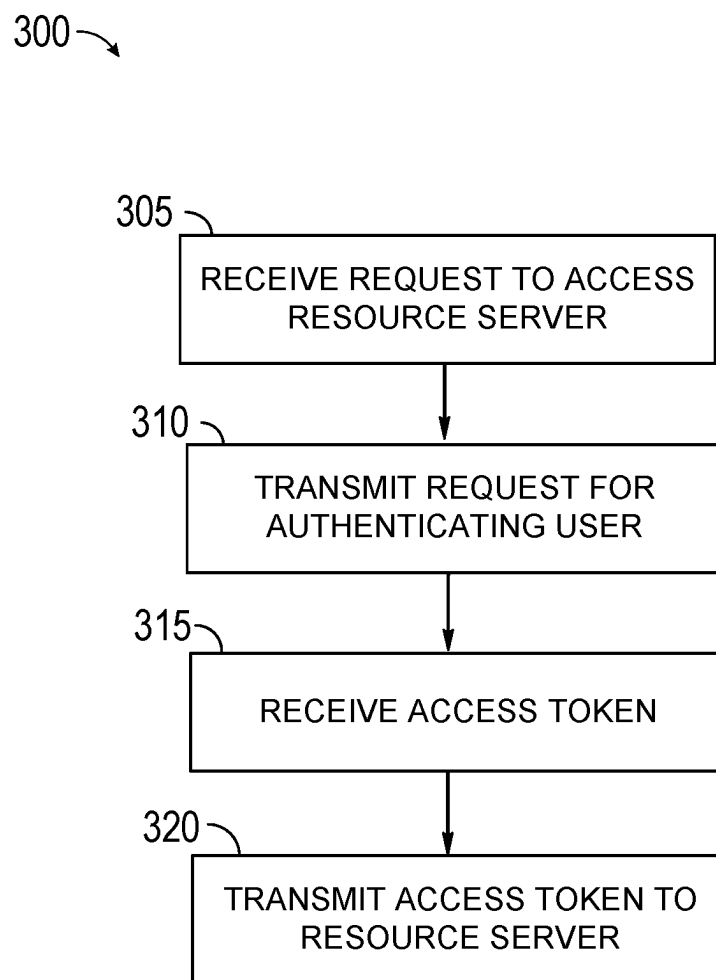 300
305
RECEIVE REQUEST TO ACCESS
RESOURCE SERVER
310
TRANSMIT REQUEST FOR
AUTHENTICATING USER
315
RECEIVE ACCESS TOKEN
320
TRANSMIT ACCESS TOKEN TO
RESOURCE SERVER